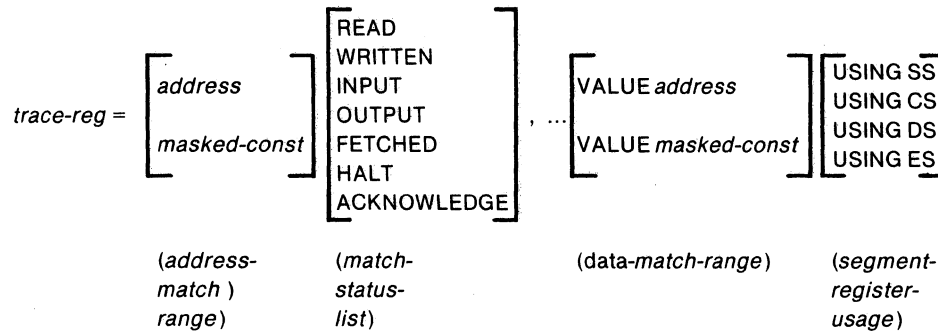 READ
WRITTEN
address INPUT VALUE address USING SS
trace-reg = OUTPUT , ... USING CS
masked-const FETCHED VALUE masked-const USING DS
HALT USING ES
ACKNOWLEDGE
(address- (match- (data-match-range) (segment-
match ) status- register-
range) list) usage)